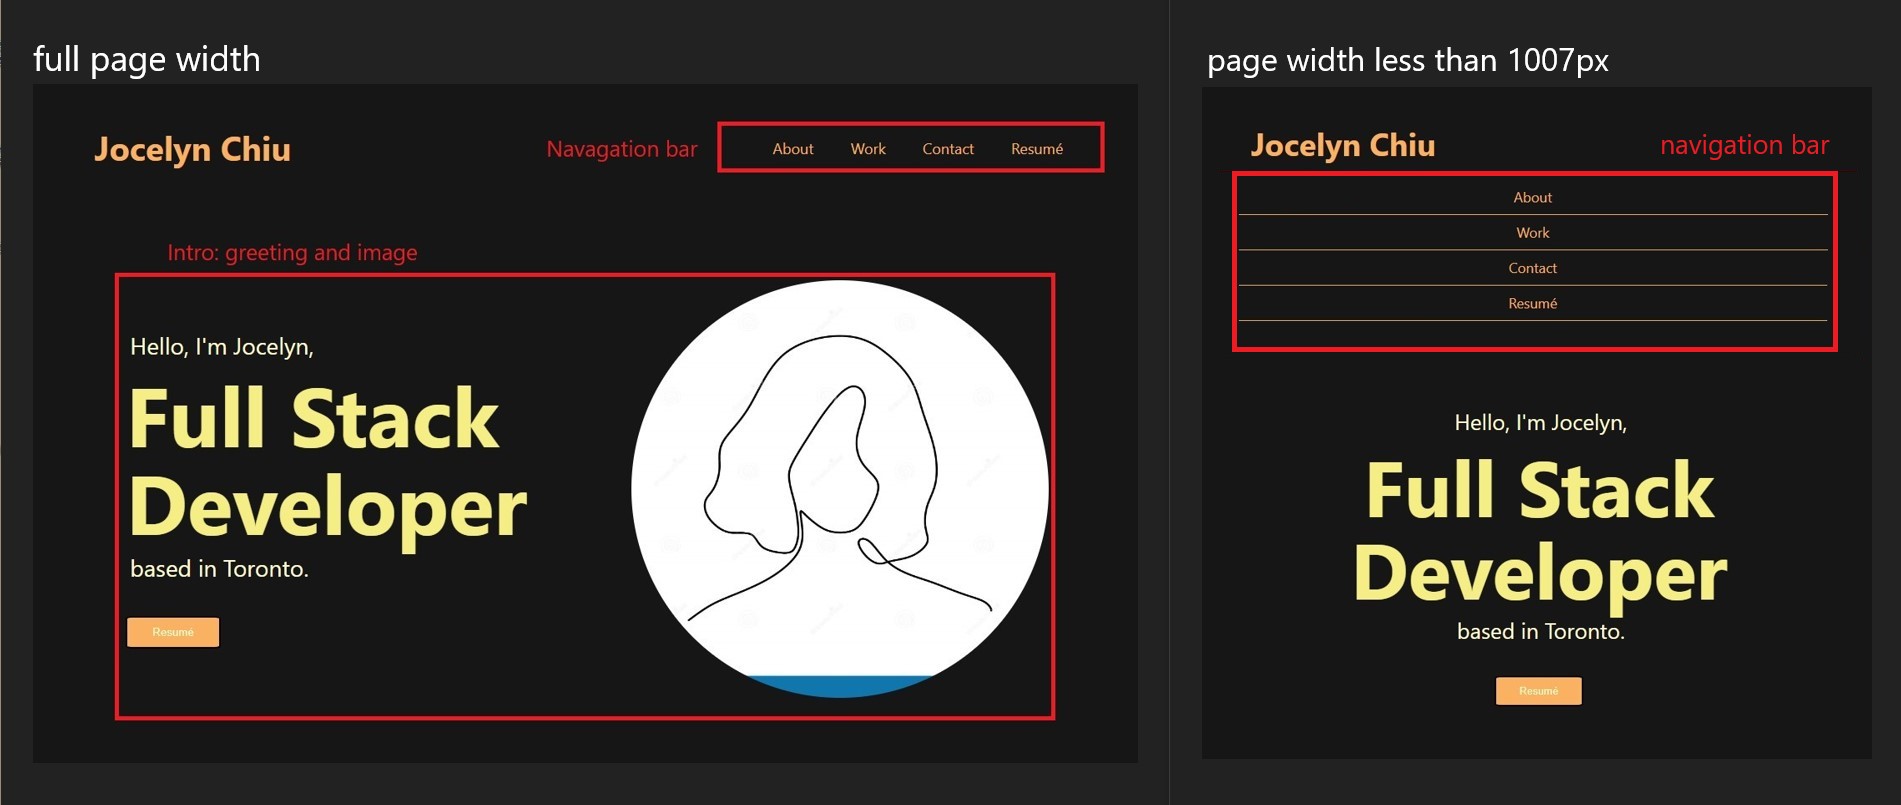 full page width
Jocelyn Chiu
Navagation bar
About Work Contact Resumé
Intro: greeting and image
Hello, I'm Jocelyn,
Full Stack
Developer
based in Toronto.
Resumé
page width less than 1007px
Jocelyn Chiu
navigation bar
About
Work
Contact
Resumé
Hello, I'm Jocelyn,
Full Stack
Developer
based in Toronto.
Resumé